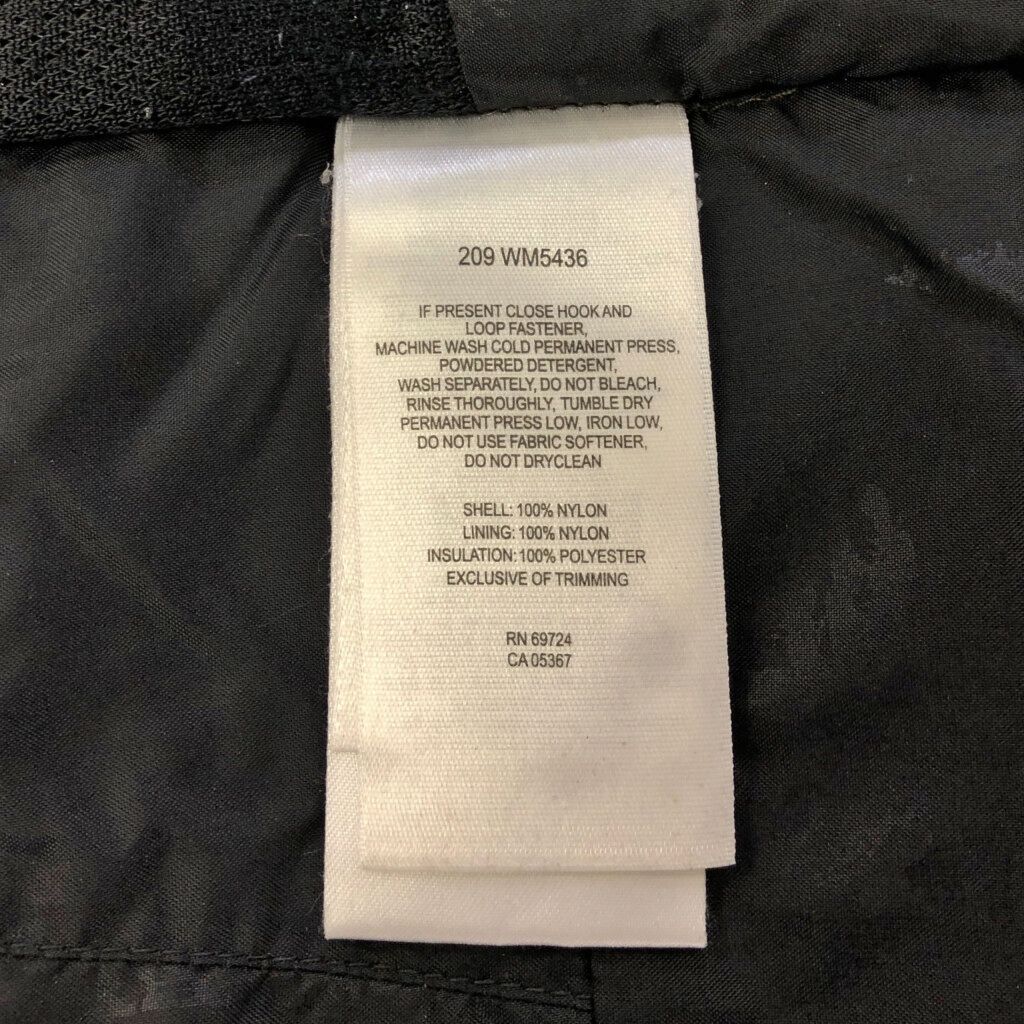 209 WM5436
IF PRESENT CLOSE HOOK AND
LOOP FASTENER,
MACHINE WASH COLD PERMANENT PRESS,
POWDERED DETERGENT,
WASH SEPARATELY, DO NOT BLEACH,
RINSE THOROUGHLY, TUMBLE DRY
PERMANENT PRESS LOW, IRON LOW,
DO NOT USE FABRIC SOFTENER,
DO NOT DRYCLEAN
SHELL: 100% NYLON
LINING: 100% NYLON
INSULATION: 100% POLYESTER
EXCLUSIVE OF TRIMMING
RN 69724
CA 05367